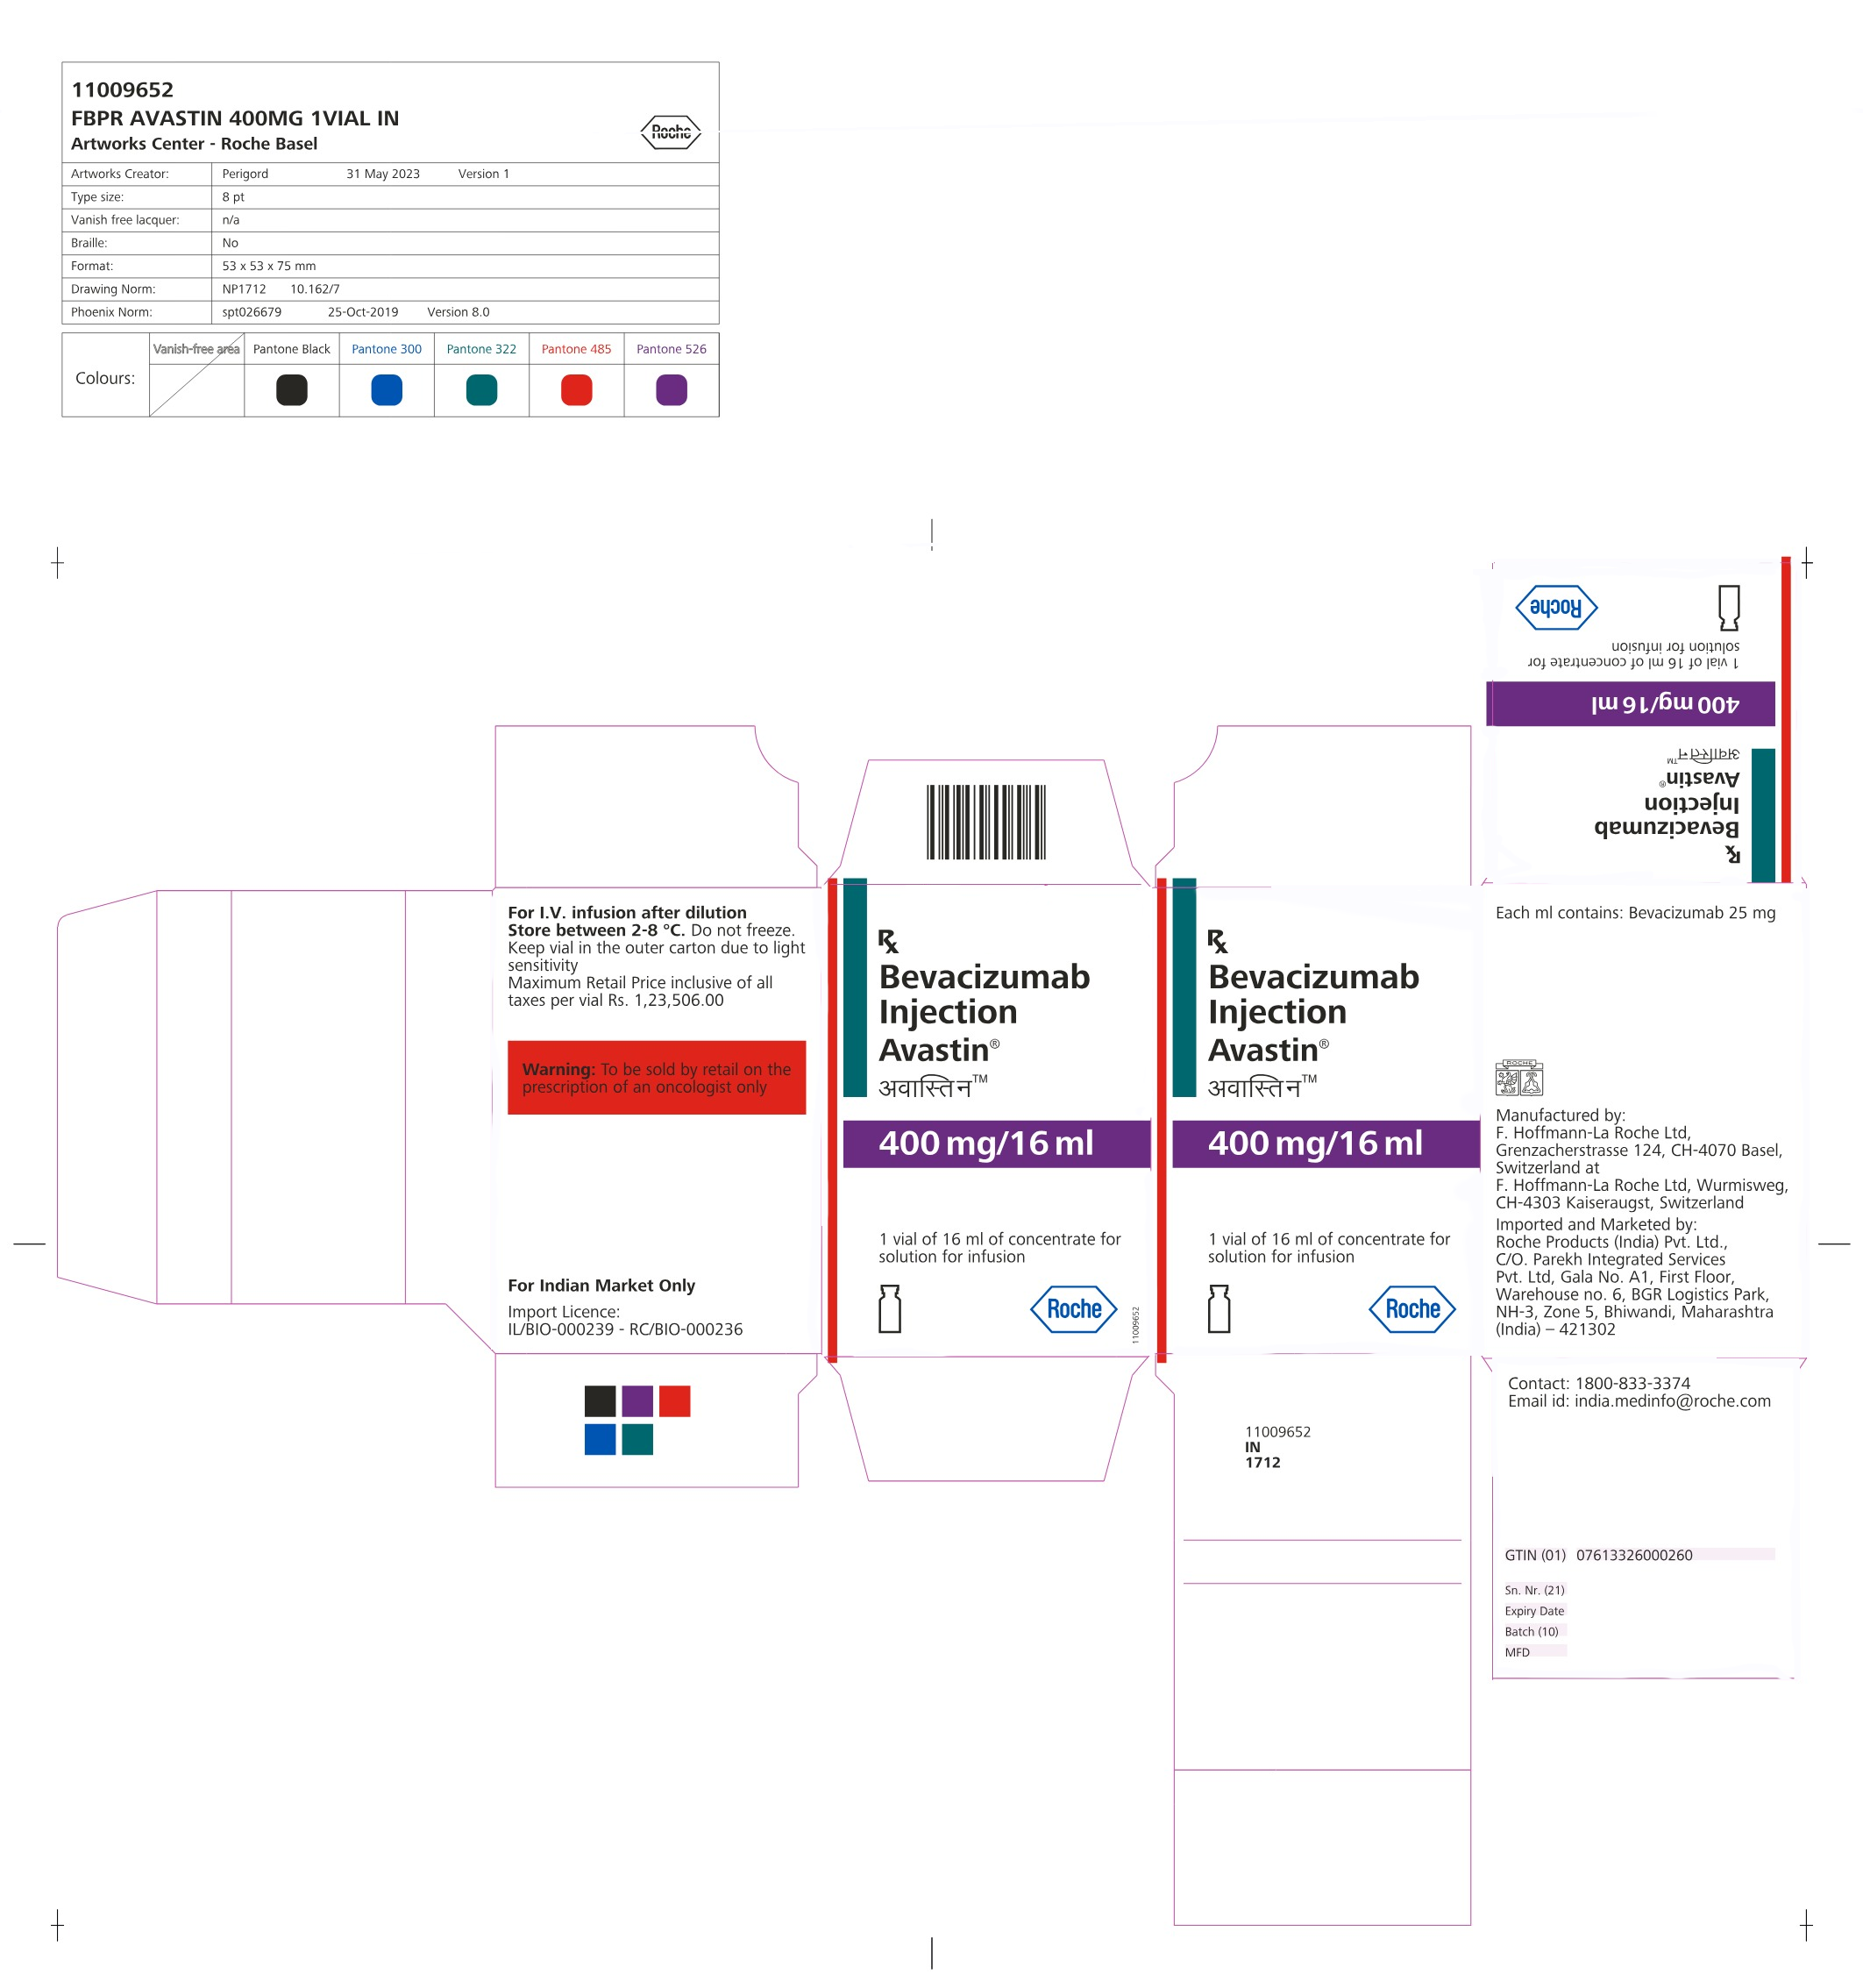 11009652
FBPR AVASTIN 400MG 1VIAL IN
Artworks Center - Roche Basel
Roche
Artworks Creator: Perigord 31 May 2023 Version 1
Type size: 8 pt
Vanish free lacquer: n/a
Braille: No
Format: 53 x 53 x 75 mm
Drawing Norm: NP1712 10.162/7
Phoenix Norm: spt026679 25-Oct-2019 Version 8.0
Colours:
Vanish-free area Pantone Black Pantone 300 Pantone 322 Pantone 485 Pantone 526
℞
Bevacizumab
Injection
Avastin®
अवास्तिन™
400 mg/16 ml
1 vial of 16 ml of concentrate for
solution for infusion
Roche
For I.V. infusion after dilution
Store between 2-8 °C. Do not freeze.
Keep vial in the outer carton due to light
sensitivity
Maximum Retail Price inclusive of all
taxes per vial Rs. 1,23,506.00
Warning: To be sold by retail on the
prescription of an oncologist only
For Indian Market Only
Import Licence:
IL/BIO-000239 - RC/BIO-000236
℞
Bevacizumab
Injection
Avastin®
अवास्तिन™
400 mg/16 ml
1 vial of 16 ml of concentrate for
solution for infusion
Roche
11009652
℞
Bevacizumab
Injection
Avastin®
अवास्तिन™
400 mg/16 ml
1 vial of 16 ml of concentrate for
solution for infusion
Roche
Each ml contains: Bevacizumab 25 mg
ROCHE
Manufactured by:
F. Hoffmann-La Roche Ltd,
Grenzacherstrasse 124, CH-4070 Basel,
Switzerland at
F. Hoffmann-La Roche Ltd, Wurmisweg,
CH-4303 Kaiseraugst, Switzerland
Imported and Marketed by:
Roche Products (India) Pvt. Ltd.,
C/O. Parekh Integrated Services
Pvt. Ltd, Gala No. A1, First Floor,
Warehouse no. 6, BGR Logistics Park,
NH-3, Zone 5, Bhiwandi, Maharashtra
(India) – 421302
11009652
IN
1712
Contact: 1800-833-3374
Email id: india.medinfo@roche.com
GTIN (01) 07613326000260
Sn. Nr. (21)
Expiry Date
Batch (10)
MFD